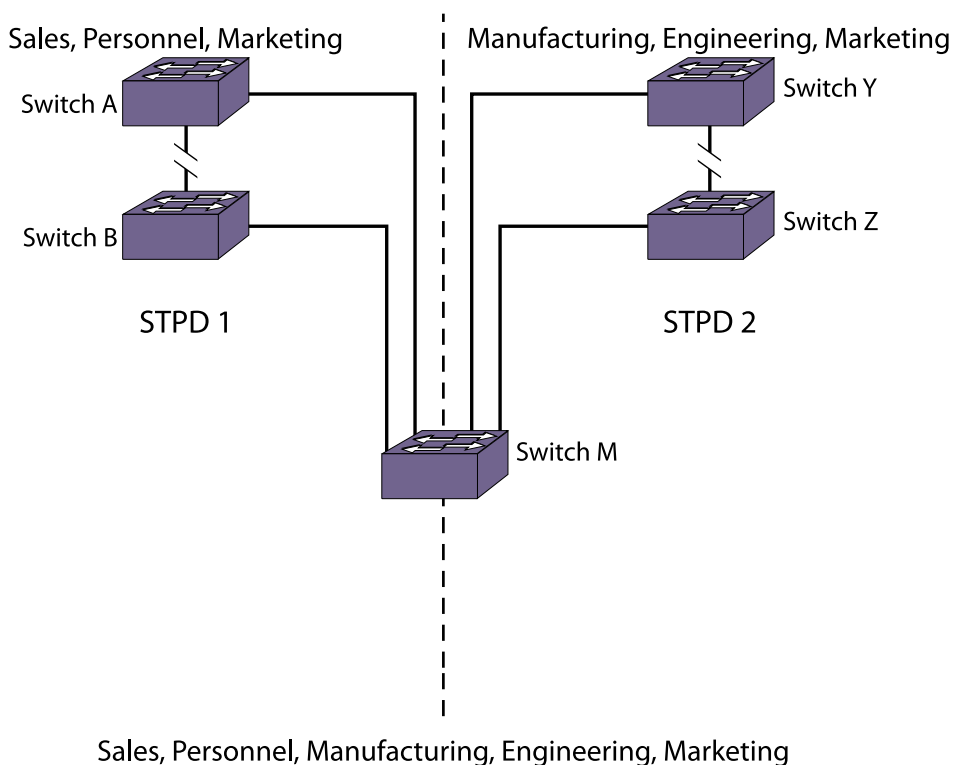 Sales, Personnel, Marketing
Manufacturing, Engineering, Marketing
Switch A
Switch Y
Switch B
Switch Z
STPD 1
STPD 2
Switch M
Sales, Personnel, Manufacturing, Engineering, Marketing